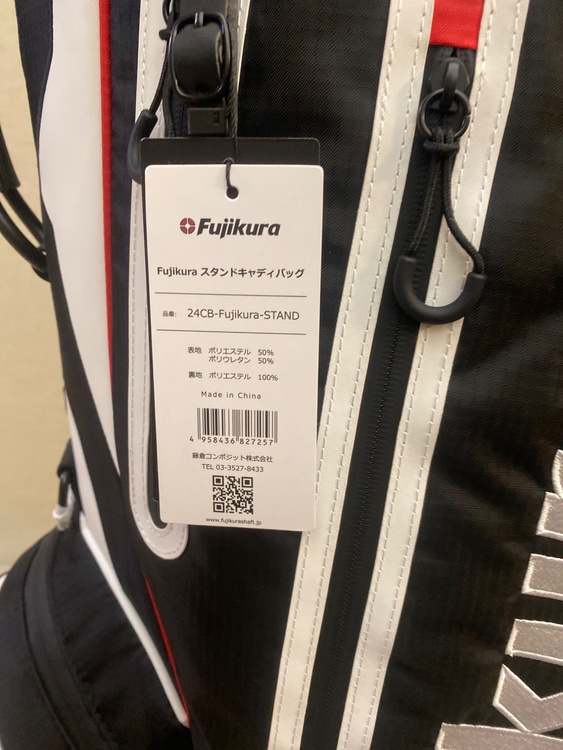 Fujikura
Fujikura スタンドキャディバッグ
品番: 24CB-Fujikura-STAND
表地 ポリエステル 50%
ポリウレタン 50%
裏地 ポリエステル 100%
Made in China
4 958436 827257
藤倉コンポジット株式会社
TEL 03-3527-8433
www.fujikurashaft.jp